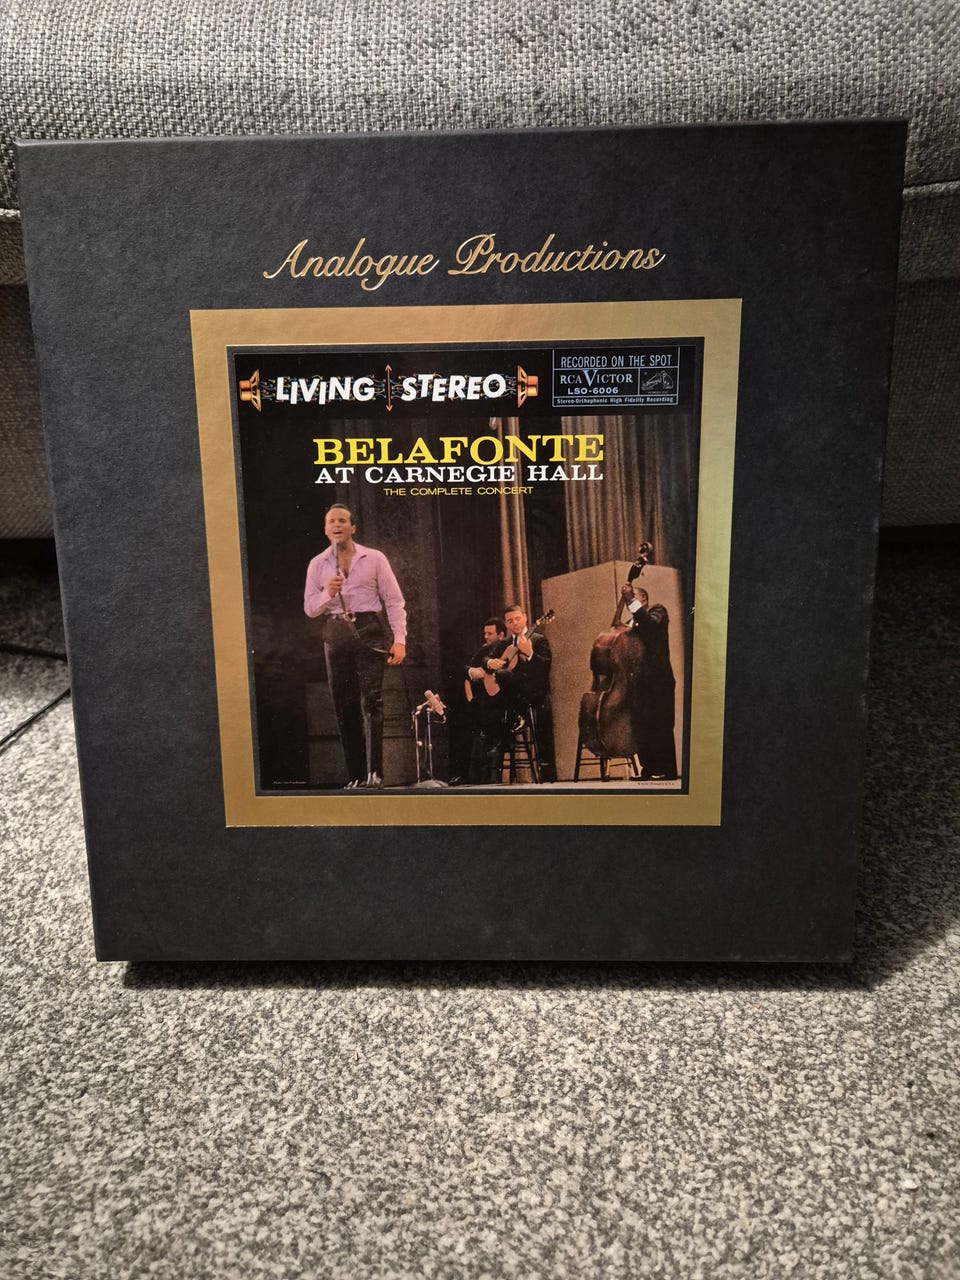 Analogue Productions
LIVING STEREO
RECORDED ON THE SPOT
RCA VICTOR
LSO-6006
Stereo-Orthophonic High Fidelity Recording
BELAFONTE
AT CARNEGIE HALL
THE COMPLETE CONCERT